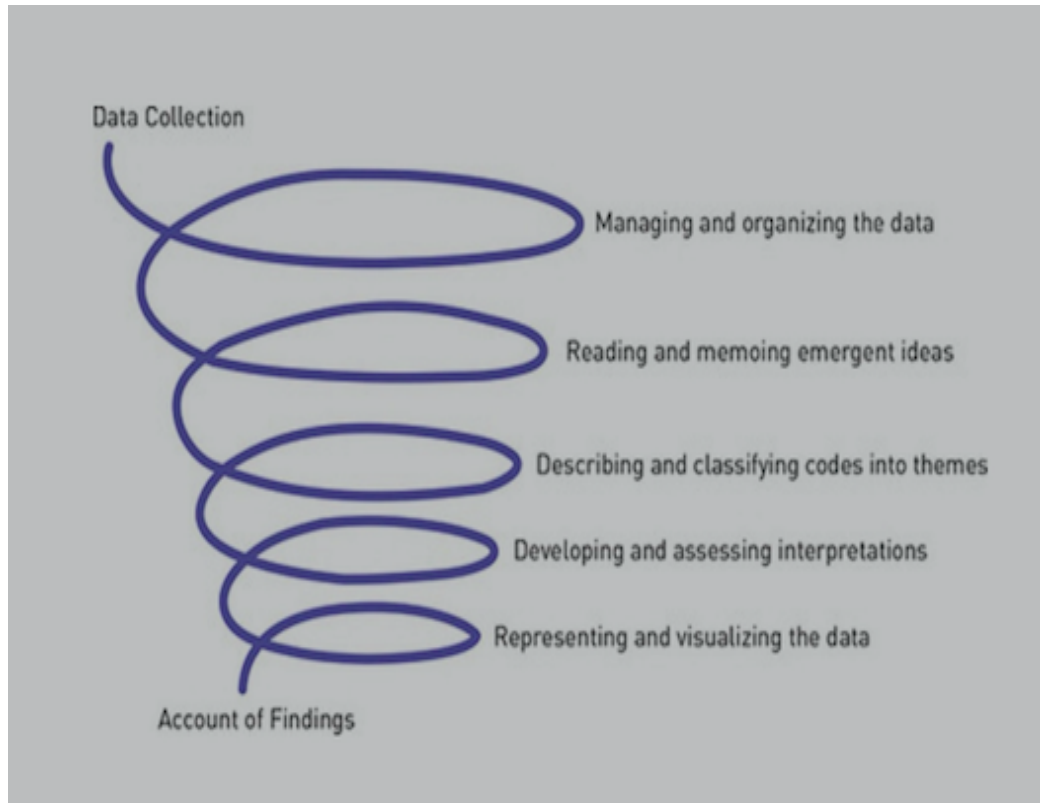 Data Collection
Managing and organizing the data
Reading and memoing emergent ideas
Describing and classifying codes into themes
Developing and assessing interpretations
Representing and visualizing the data
Account of Findings